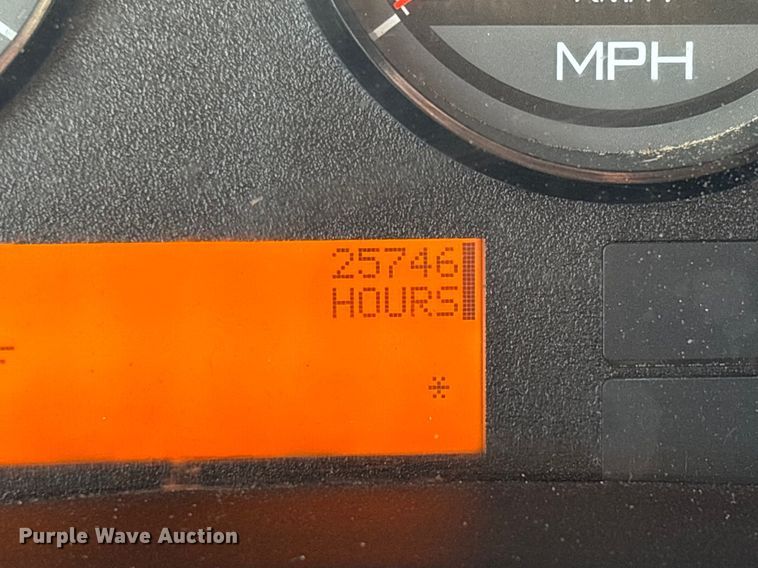 MPH
25746
HOURS
*
Purple Wave Auction